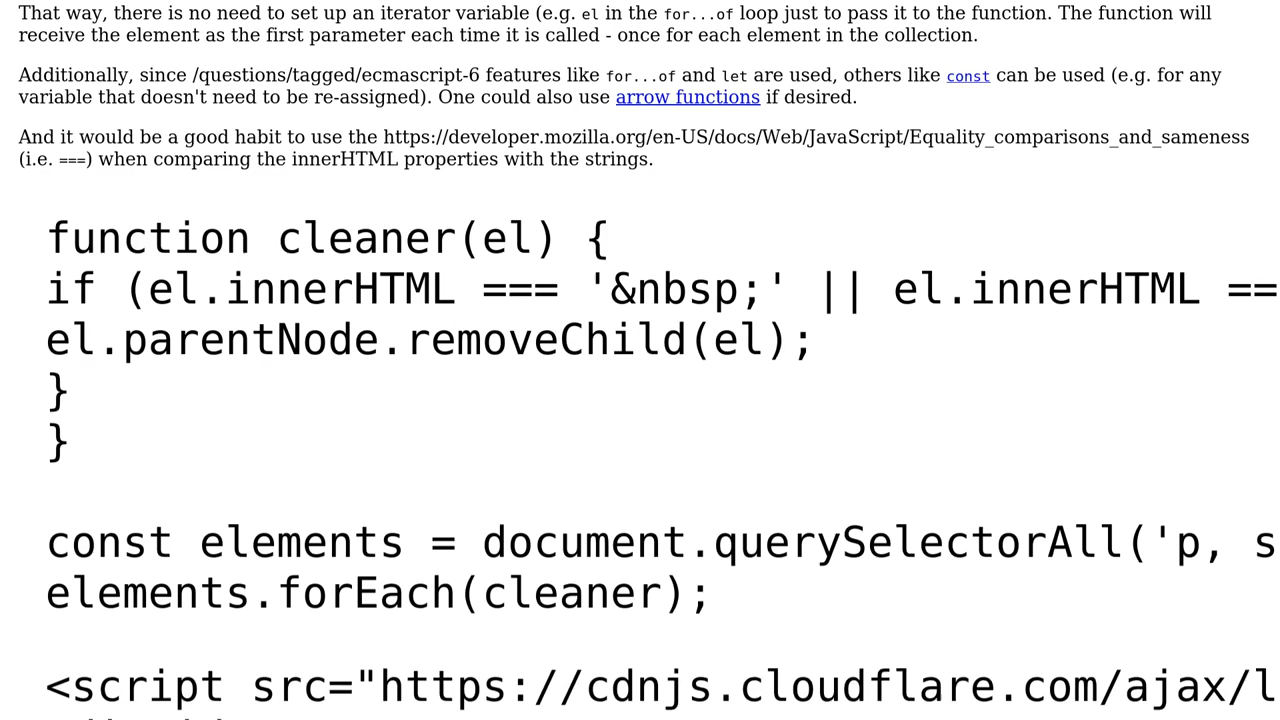 That way, there is no need to set up an iterator variable (e.g. el in the for...of loop just to pass it to the function. The function will
receive the element as the first parameter each time it is called - once for each element in the collection.
Additionally, since /questions/tagged/ecmascript-6 features like for...of and let are used, others like const can be used (e.g. for any
variable that doesn't need to be re-assigned). One could also use arrow functions if desired.
And it would be a good habit to use the https://developer.mozilla.org/en-US/docs/Web/JavaScript/Equality_comparisons_and_sameness
(i.e. ===) when comparing the innerHTML properties with the strings.
function cleaner(el) {
if (el.innerHTML === '&nbsp;' || el.innerHTML ==
el.parentNode.removeChild(el);
}
}
const elements = document.querySelectorAll('p, s
elements.forEach(cleaner);
<script src="https://cdnjs.cloudflare.com/ajax/l